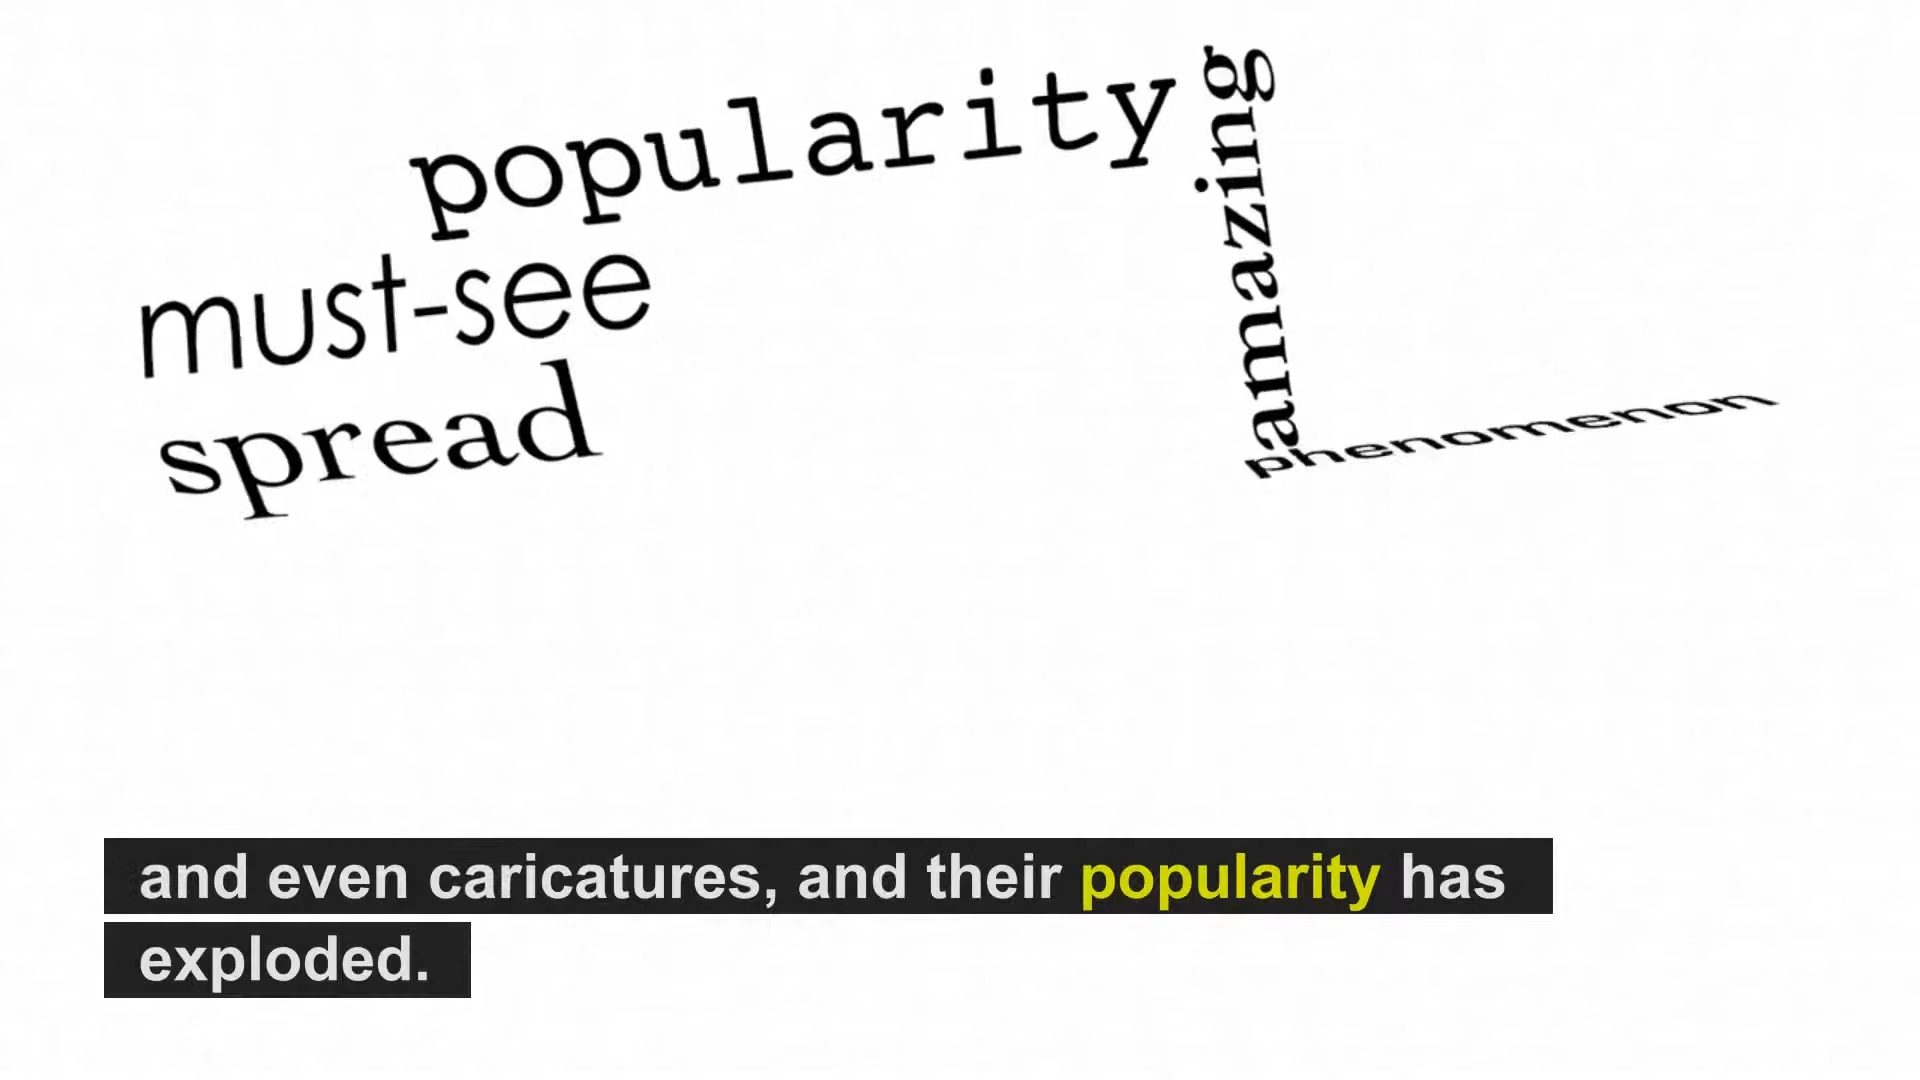 popularity
amazing
must-see
spread
phenomenon
and even caricatures, and their popularity has
exploded.